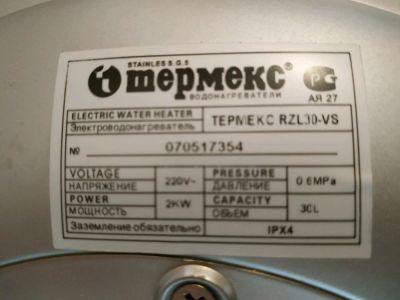 STAINLESS S.G.S
термекс®
ВОДОНАГРЕВАТЕЛИ
РG
АЯ 27
ELECTRIC WATER HEATER
Электроводонагреватель
ТЕРМЕКС RZL30-VS
№ 070517354
VOLTAGE
НАПРЯЖЕНИЕ
220V~
PRESSURE
ДАВЛЕНИЕ
0.6MPa
POWER
МОЩНОСТЬ
2KW
CAPACITY
ОБЪЕМ
30L
Заземление обязательно
IPX4